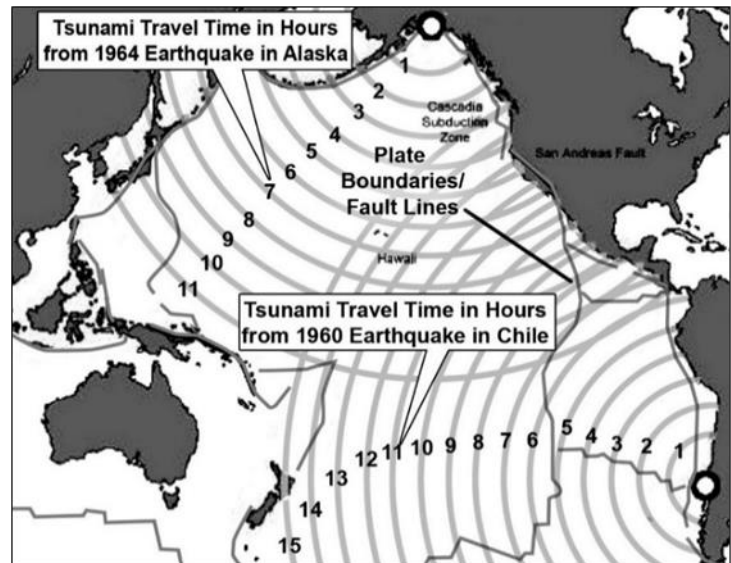 Tsunami Travel Time in Hours
from 1964 Earthquake in Alaska
1
2
3
4
5
6
7
8
9
10
11
Cascadia
Subduction
Zone
San Andreas Fault
Plate
Boundaries/
Fault Lines
Hawaii
Tsunami Travel Time in Hours
from 1960 Earthquake in Chile
1
2
3
4
5
6
7
8
9
10
11
12
13
14
15